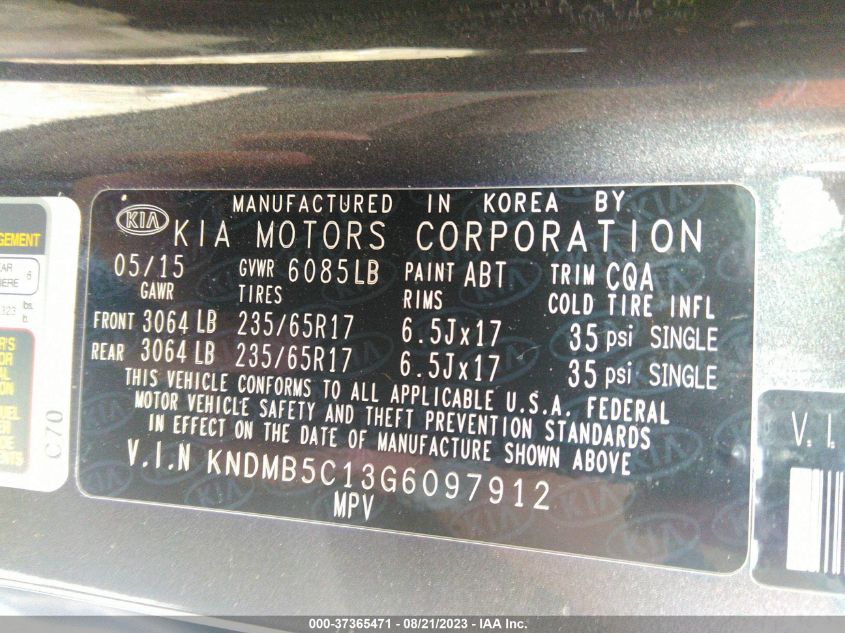 MANUFACTURED IN KOREA BY
KIA KIA MOTORS CORPORATION
05/15 GVWR 6085LB PAINT ABT TRIM CQA
GAWR TIRES RIMS COLD TIRE INFL
FRONT 3064 LB 235/65R17 6.5Jx17 35 psi SINGLE
REAR 3064 LB 235/65R17 6.5Jx17 35 psi SINGLE
THIS VEHICLE CONFORMS TO ALL APPLICABLE U.S.A. FEDERAL
MOTOR VEHICLE SAFETY AND THEFT PREVENTION STANDARDS
IN EFFECT ON THE DATE OF MANUFACTURE SHOWN ABOVE
V.I.N KNDMB5C13G6097912
MPV
C70
V.I.
000-37365471 - 08/21/2023 - IAA Inc.